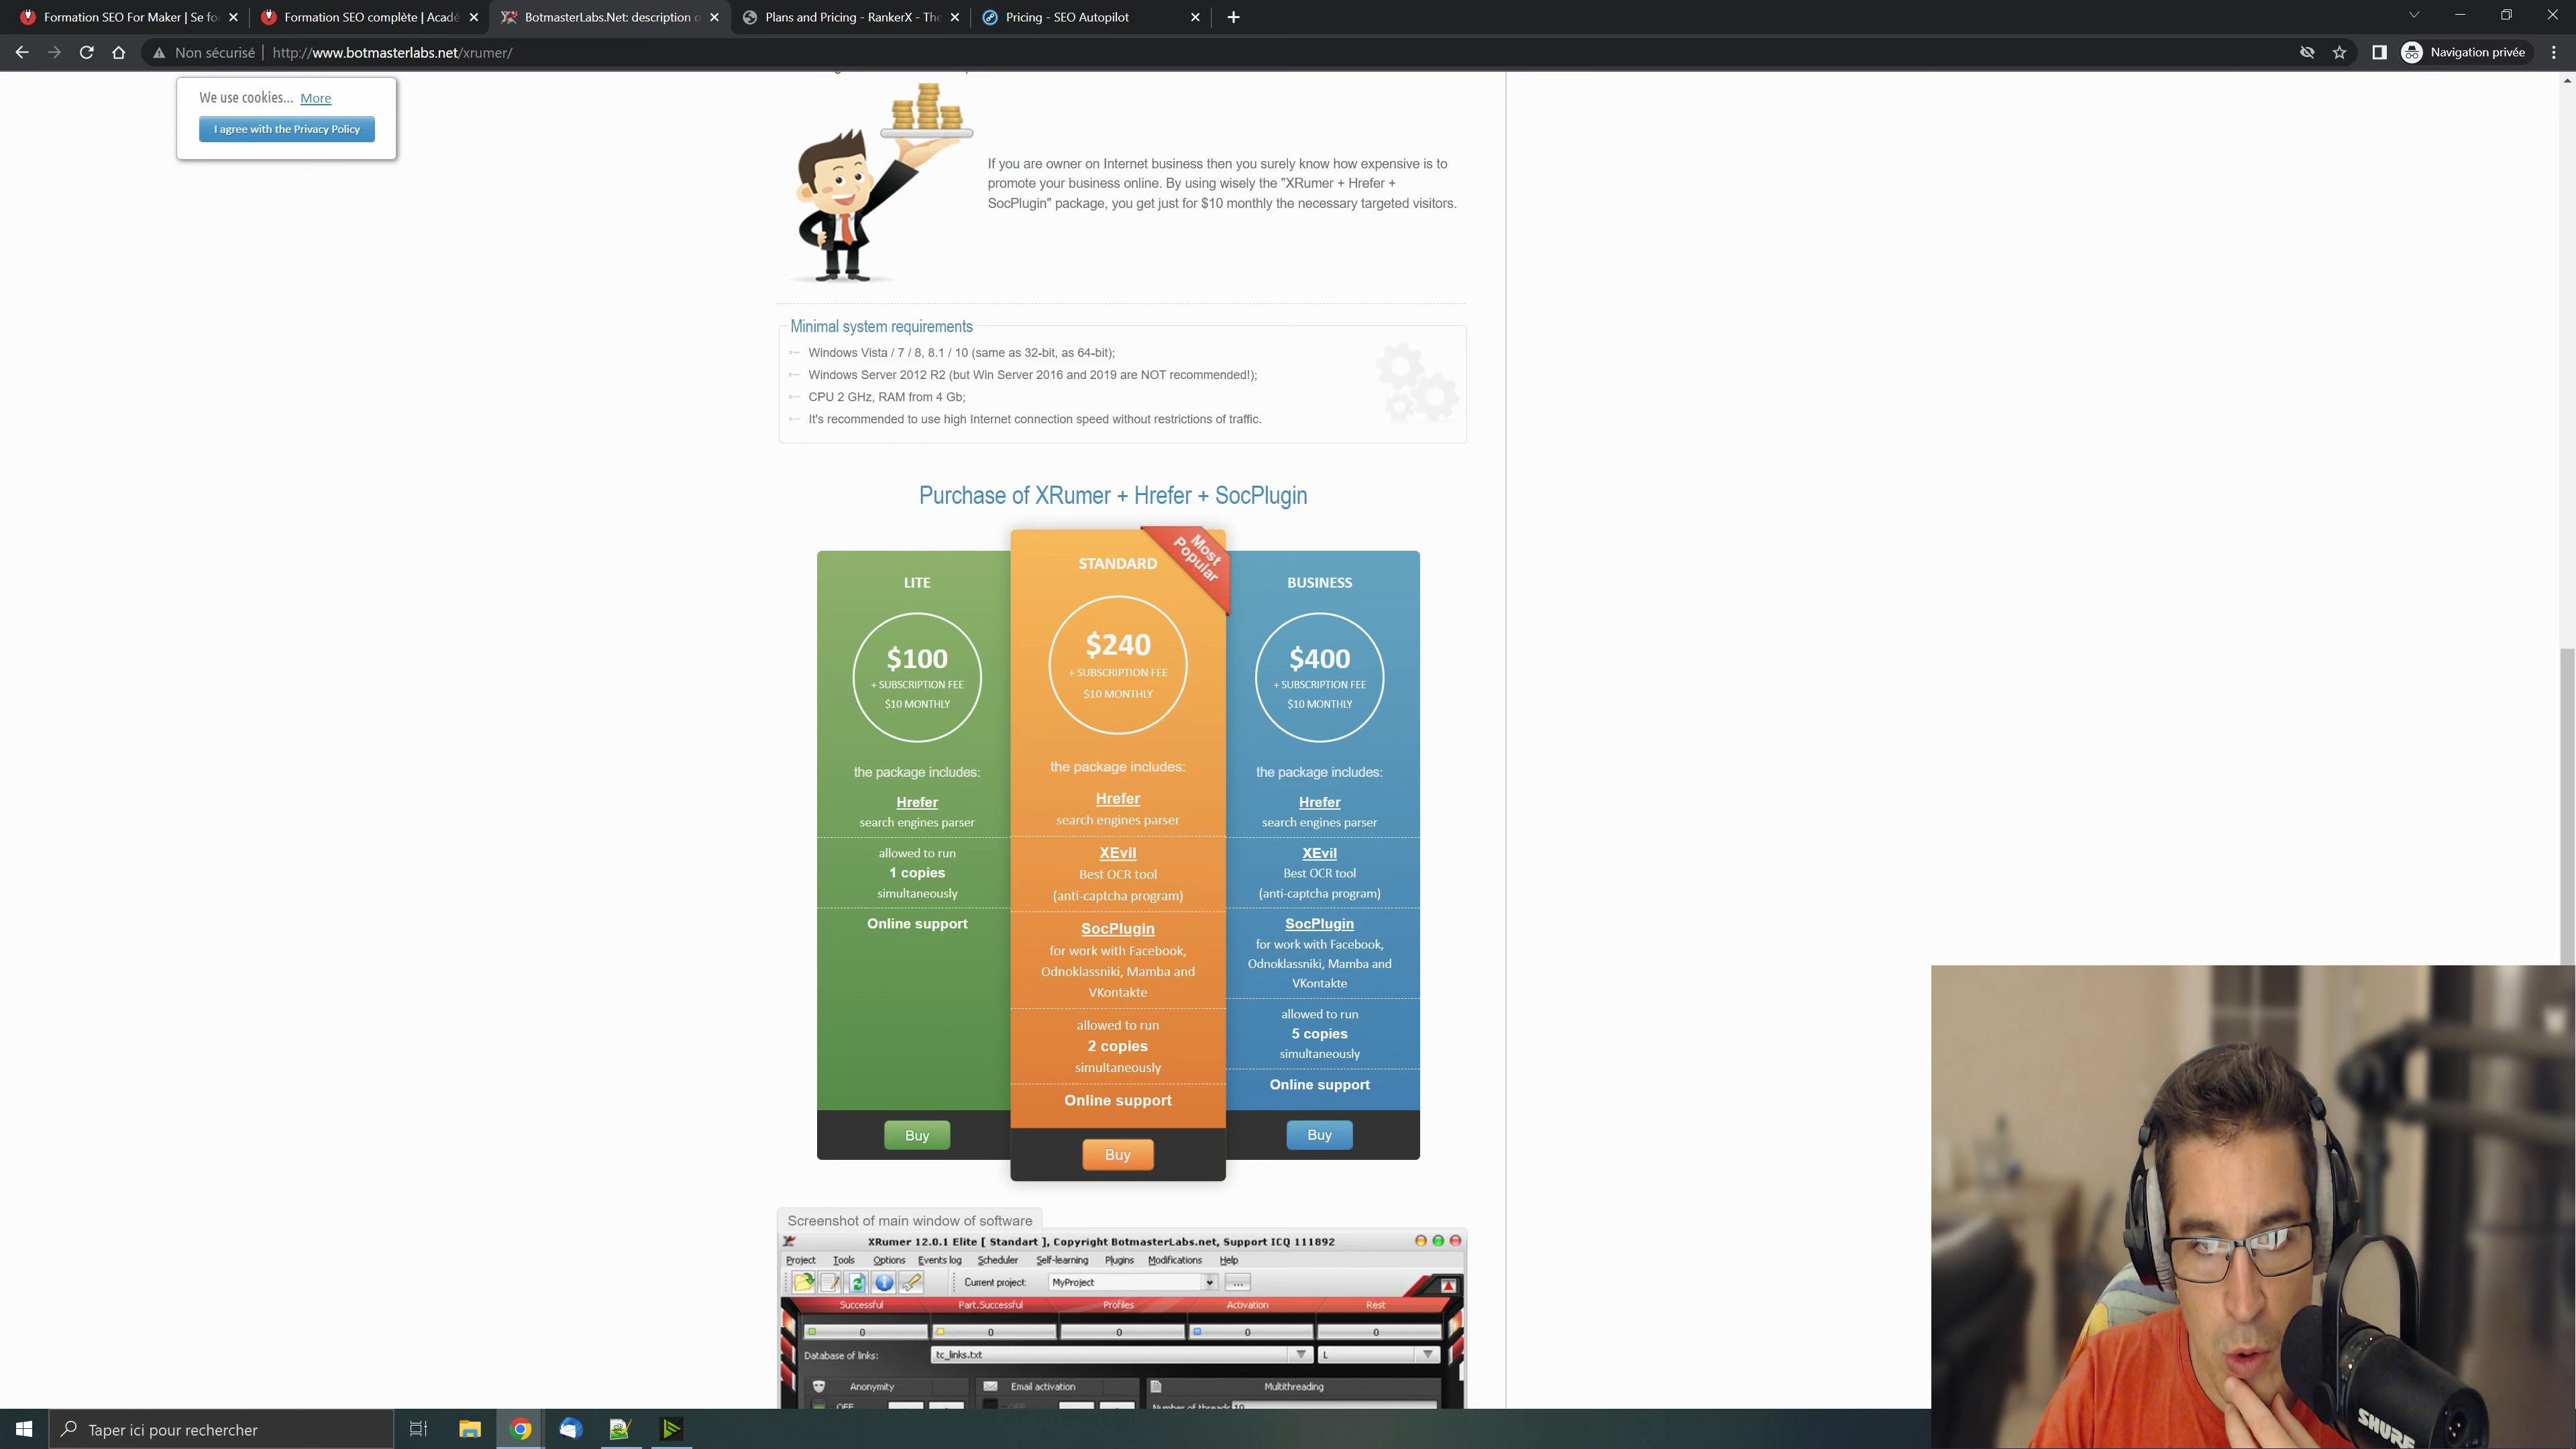 Formation SEO For Maker | Se fo
Formation SEO complète | Acadé
BotmasterLabs.Net: description o
Plans and Pricing - RankerX - The
Pricing - SEO Autopilot
Non sécurisé
http://www.botmasterlabs.net/xrumer/
Navigation privée
We use cookies... More
I agree with the Privacy Policy
If you are owner on Internet business then you surely know how expensive is to
promote your business online. By using wisely the "XRumer + Hrefer +
SocPlugin" package, you get just for $10 monthly the necessary targeted visitors.
Minimal system requirements
Windows Vista / 7 / 8, 8.1 / 10 (same as 32-bit, as 64-bit);
Windows Server 2012 R2 (but Win Server 2016 and 2019 are NOT recommended!);
CPU 2 GHz, RAM from 4 Gb;
It's recommended to use high Internet connection speed without restrictions of traffic.
Purchase of XRumer + Hrefer + SocPlugin
LITE
$100
+ SUBSCRIPTION FEE
$10 MONTHLY
the package includes:
Hrefer
search engines parser
allowed to run
1 copies
simultaneously
Online support
Buy
Most
Popular
STANDARD
$240
+ SUBSCRIPTION FEE
$10 MONTHLY
the package includes:
Hrefer
search engines parser
XEvil
Best OCR tool
(anti-captcha program)
SocPlugin
for work with Facebook,
Odnoklassniki, Mamba and
VKontakte
allowed to run
2 copies
simultaneously
Online support
Buy
BUSINESS
$400
+ SUBSCRIPTION FEE
$10 MONTHLY
the package includes:
Hrefer
search engines parser
XEvil
Best OCR tool
(anti-captcha program)
SocPlugin
for work with Facebook,
Odnoklassniki, Mamba and
VKontakte
allowed to run
5 copies
simultaneously
Online support
Buy
Screenshot of main window of software
XRumer 12.0.1 Elite [ Standart ], Copyright BotmasterLabs.net, Support ICQ 111892
Project Tools Options Events log Scheduler Self-learning Plugins Modifications Help
Current project: MyProject ...
Successful Part.Successful Profiles Activation Rest
0 0 0 0 0
Database of links: tc_links.txt L
Anonymity Email activation Multithreading
Number of threads 10
Taper ici pour rechercher
SHURE